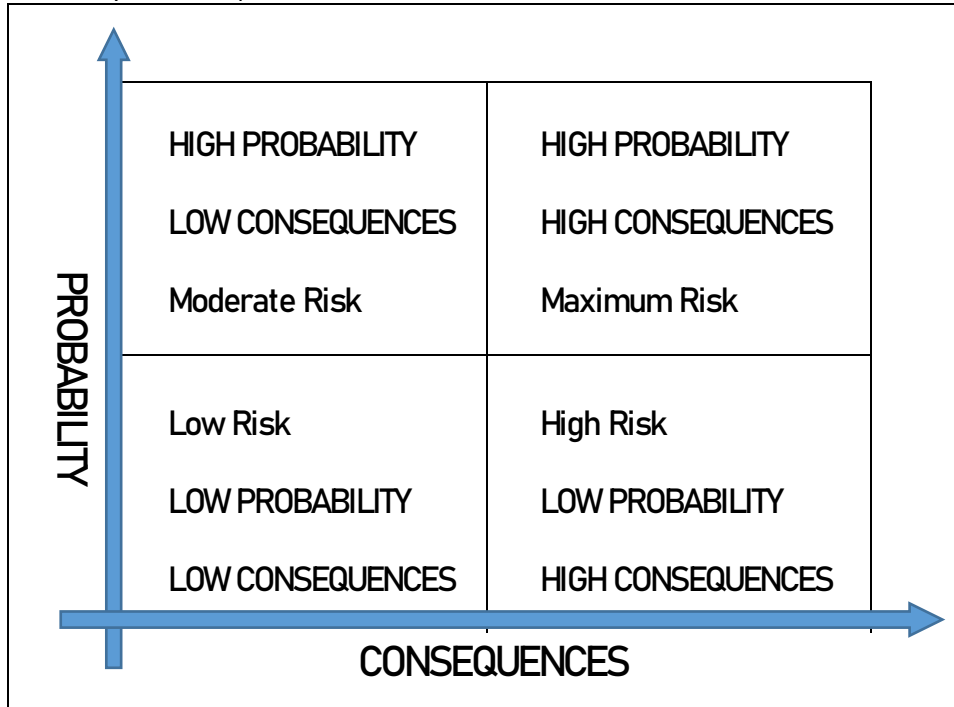 HIGH PROBABILITY
LOW CONSEQUENCES
Moderate Risk
HIGH PROBABILITY
HIGH CONSEQUENCES
Maximum Risk
PROBABILITY
Low Risk
LOW PROBABILITY
LOW CONSEQUENCES
High Risk
LOW PROBABILITY
HIGH CONSEQUENCES
CONSEQUENCES